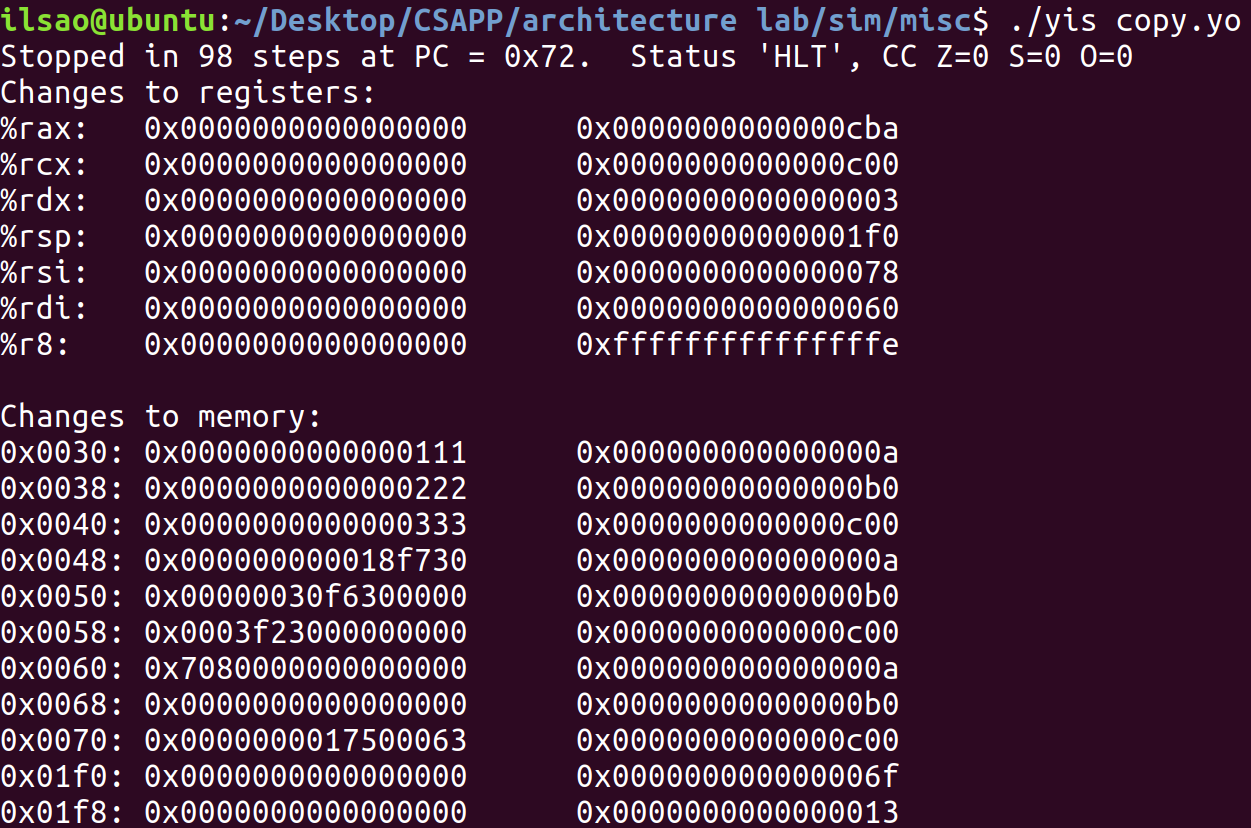 ilsao@ubuntu:~/Desktop/CSAPP/architecture lab/sim/misc$ ./yis copy.yo
Stopped in 98 steps at PC = 0x72.  Status 'HLT', CC Z=0 S=0 O=0
Changes to registers:
%rax:   0x0000000000000000      0x0000000000000cba
%rcx:   0x0000000000000000      0x0000000000000c00
%rdx:   0x0000000000000000      0x0000000000000003
%rsp:   0x0000000000000000      0x00000000000001f0
%rsi:   0x0000000000000000      0x0000000000000078
%rdi:   0x0000000000000000      0x0000000000000060
%r8:    0x0000000000000000      0xfffffffffffffffe

Changes to memory:
0x0030: 0x0000000000000111      0x000000000000000a
0x0038: 0x0000000000000222      0x00000000000000b0
0x0040: 0x0000000000000333      0x0000000000000c00
0x0048: 0x000000000018f730      0x000000000000000a
0x0050: 0x00000030f6300000      0x00000000000000b0
0x0058: 0x0003f23000000000      0x0000000000000c00
0x0060: 0x7080000000000000      0x000000000000000a
0x0068: 0x0000000000000000      0x00000000000000b0
0x0070: 0x0000000017500063      0x0000000000000c00
0x01f0: 0x0000000000000000      0x000000000000006f
0x01f8: 0x0000000000000000      0x0000000000000013